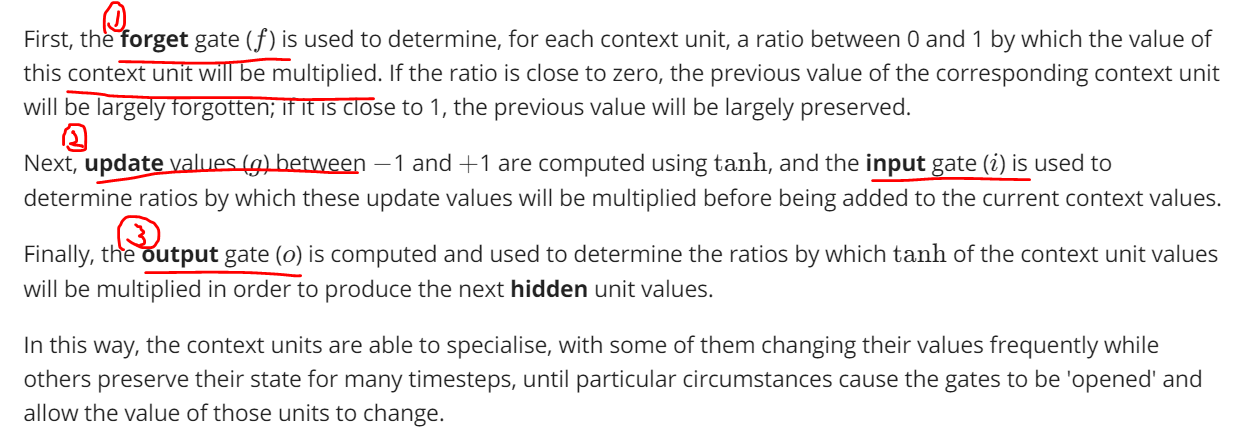 ①
First, the forget gate (f) is used to determine, for each context unit, a ratio between 0 and 1 by which the value of
this context unit will be multiplied. If the ratio is close to zero, the previous value of the corresponding context unit
will be largely forgotten; if it is close to 1, the previous value will be largely preserved.
②
Next, update values (g) between −1 and +1 are computed using tanh, and the input gate (i) is used to
determine ratios by which these update values will be multiplied before being added to the current context values.
③
Finally, the output gate (o) is computed and used to determine the ratios by which tanh of the context unit values
will be multiplied in order to produce the next hidden unit values.
In this way, the context units are able to specialise, with some of them changing their values frequently while
others preserve their state for many timesteps, until particular circumstances cause the gates to be 'opened' and
allow the value of those units to change.